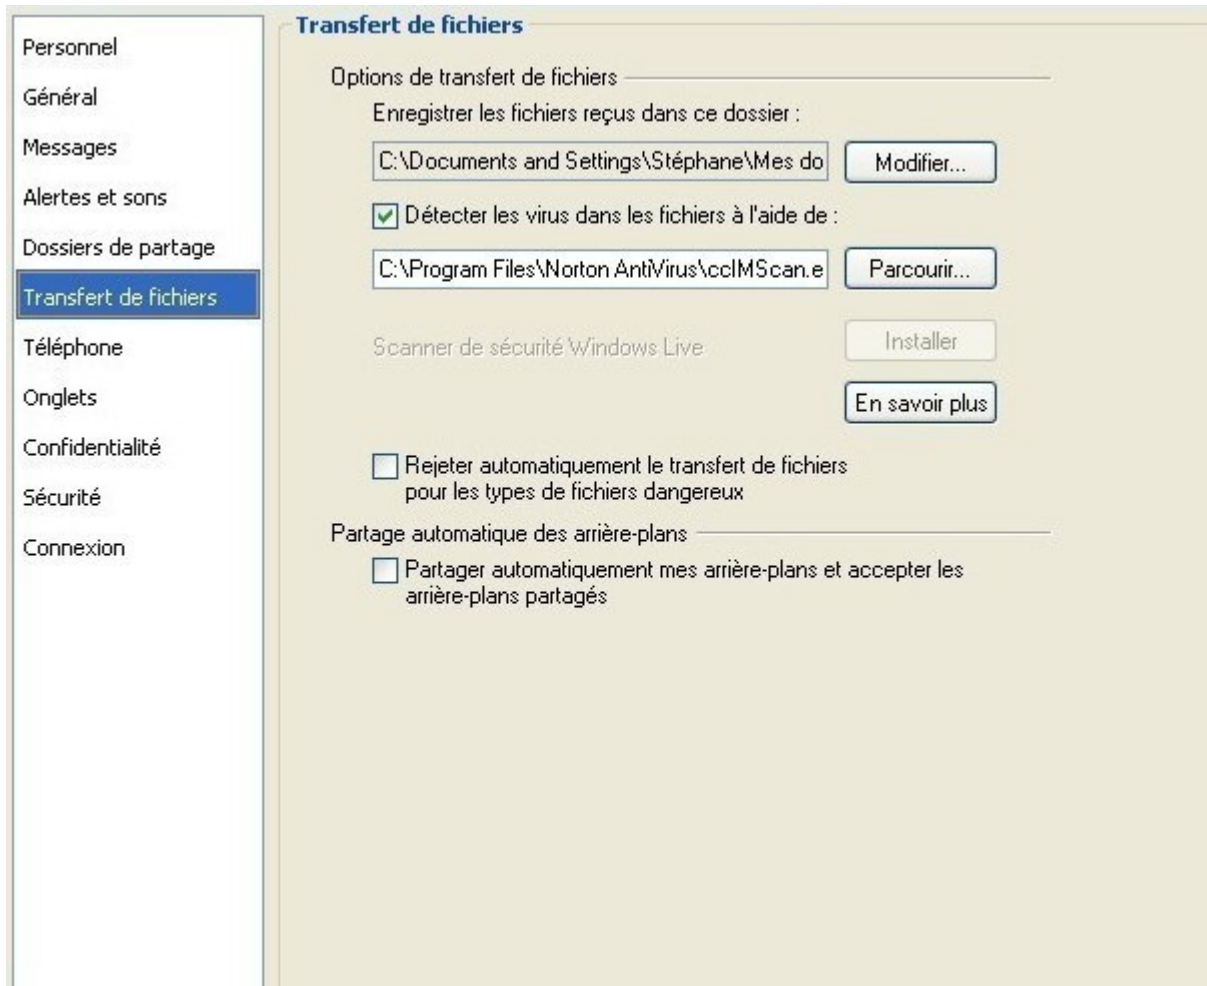 Personnel
Général
Messages
Alertes et sons
Dossiers de partage
Transfert de fichiers
Téléphone
Onglets
Confidentialité
Sécurité
Connexion
Transfert de fichiers
Options de transfert de fichiers
Enregistrer les fichiers reçus dans ce dossier :
C:\Documents and Settings\Stéphane\Mes do
Modifier...
Détecter les virus dans les fichiers à l'aide de :
C:\Program Files\Norton AntiVirus\ccIMScan.e
Parcourir...
Scanner de sécurité Windows Live
Installer
En savoir plus
Rejeter automatiquement le transfert de fichiers
pour les types de fichiers dangereux
Partage automatique des arrière-plans
Partager automatiquement mes arrière-plans et accepter les
arrière-plans partagés